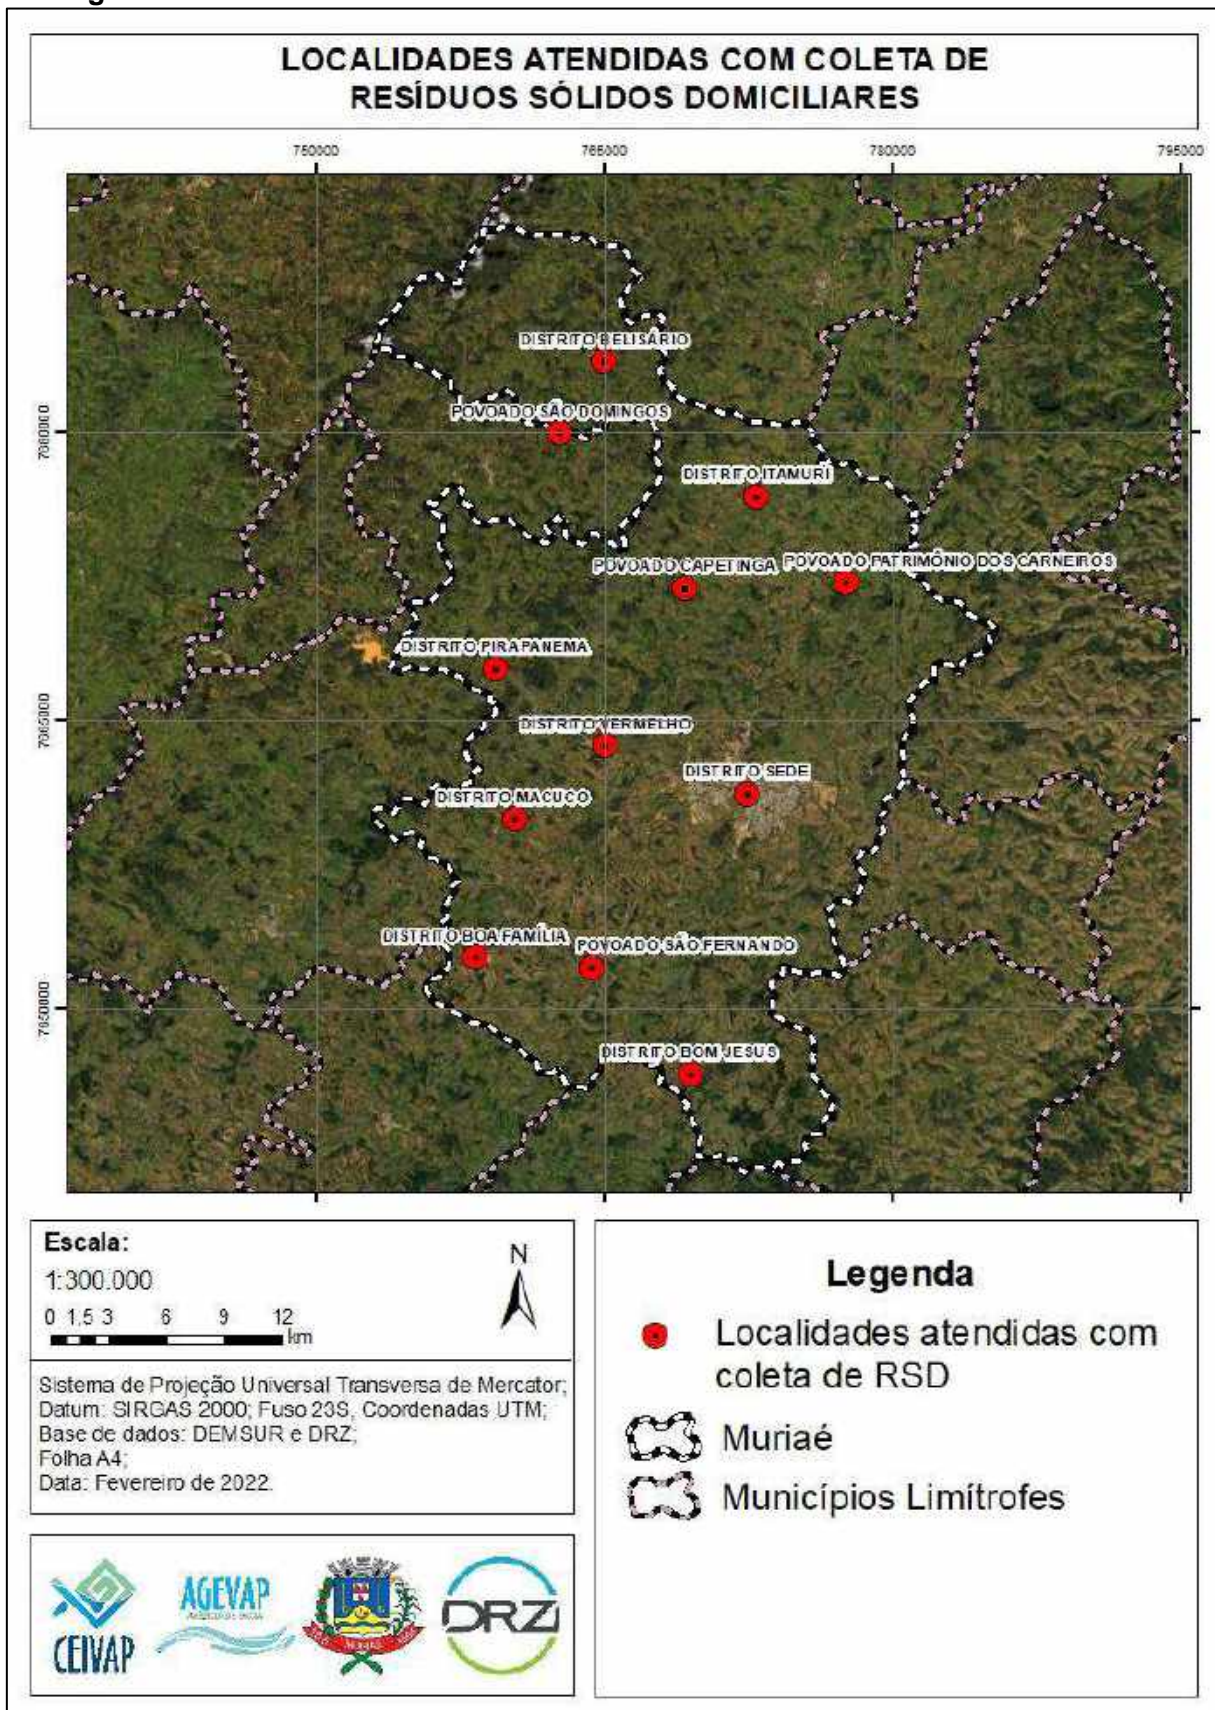 LOCALIDADES ATENDIDAS COM COLETA DE
RESÍDUOS SÓLIDOS DOMICILIARES
750000
765000
780000
795000
DISTRITO BELISÁRIO
POVOADO SÃO DOMINGOS
DISTRITO ITAMURI
POVOADO CAPETINGA
POVOADO PATRIMÔNIO DOS CARNEIROS
DISTRITO PIRAPANEMA
DISTRITO VERMELHO
DISTRITO SEDE
DISTRITO MACUCO
DISTRITO BOA FAMÍLIA
POVOADO SÃO FERNANDO
7650000
DISTRITO BOM JESUS
Escala:
1:300.000
0 1,5 3 6 9 12
km
N
Sistema de Projeção Universal Transversa de Mercator;
Datum: SIRGAS 2000; Fuso 23S, Coordenadas UTM;
Base de dados: DEMSUR e DRZ;
Folha A4;
Data: Fevereiro de 2022.
Legenda
Localidades atendidas com
coleta de RSD
Muriaé
Municípios Limítrofes
CEIVAP
AGEVAP
DRZ